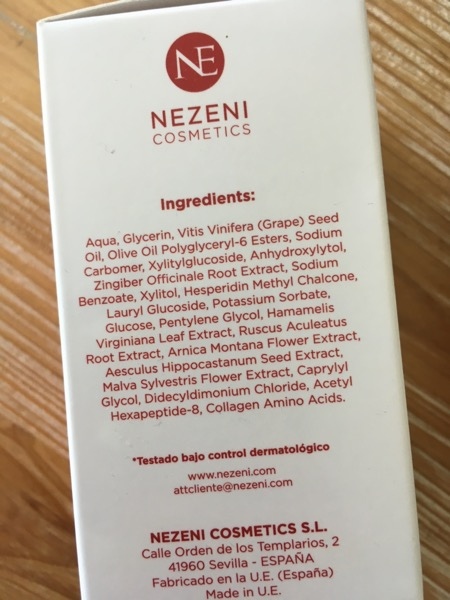 NE
NEZENI
COSMETICS
Ingredients:
Aqua, Glycerin, Vitis Vinifera (Grape) Seed
Oil, Olive Oil Polyglyceryl-6 Esters, Sodium
Carbomer, Xylitylglucoside, Anhydroxylytol,
Zingiber Officinale Root Extract, Sodium
Benzoate, Xylitol, Hesperidin Methyl Chalcone,
Lauryl Glucoside, Potassium Sorbate,
Glucose, Pentylene Glycol, Hamamelis
Virginiana Leaf Extract, Ruscus Aculeatus
Root Extract, Arnica Montana Flower Extract,
Aesculus Hippocastanum Seed Extract,
Malva Sylvestris Flower Extract, Caprylyl
Glycol, Didecyldimonium Chloride, Acetyl
Hexapeptide-8, Collagen Amino Acids.
*Testado bajo control dermatológico
www.nezeni.com
attcliente@nezeni.com
NEZENI COSMETICS S.L.
Calle Orden de los Templarios, 2
41960 Sevilla - ESPAÑA
Fabricado en la U.E. (España)
Made in U.E.